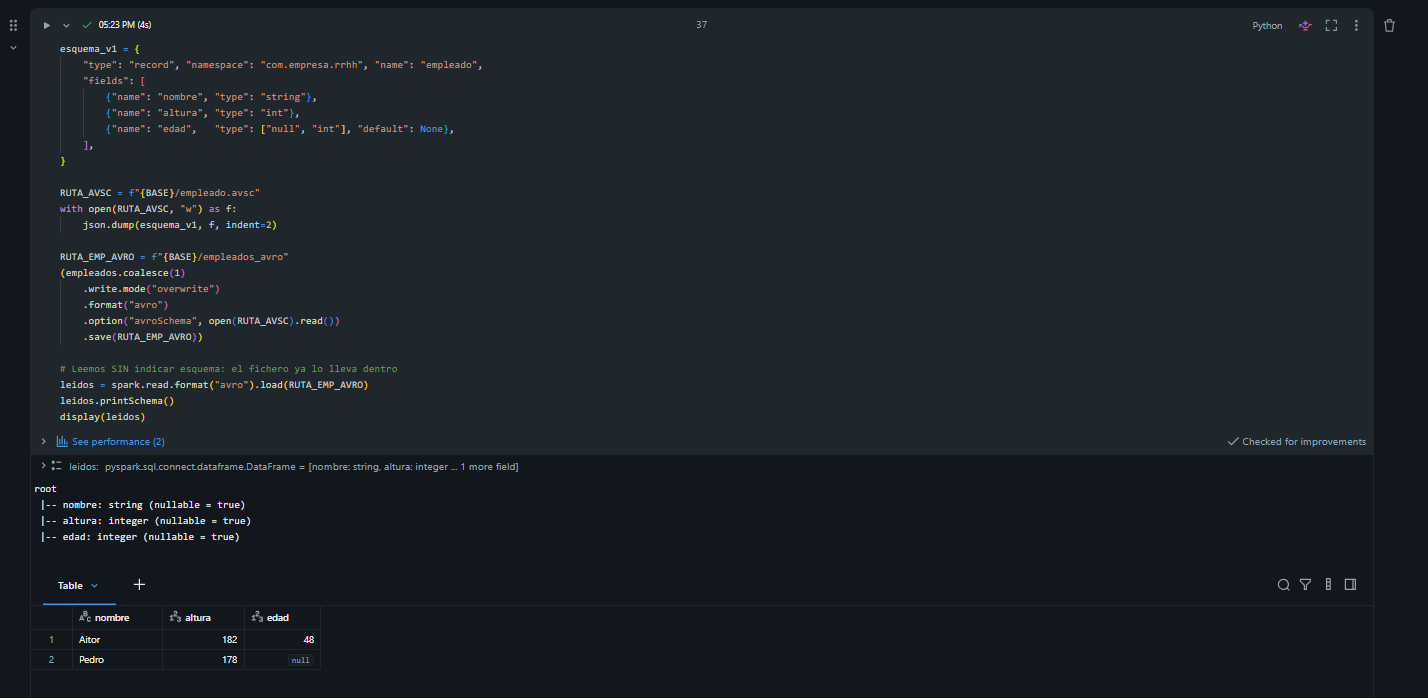 05:23 PM (4s)
37
Python
esquema_v1 = {
    "type": "record", "namespace": "com.empresa.rrhh", "name": "empleado",
    "fields": [
        {"name": "nombre", "type": "string"},
        {"name": "altura", "type": "int"},
        {"name": "edad",   "type": ["null", "int"], "default": None},
    ],
}
RUTA_AVSC = f"{BASE}/empleado.avsc"
with open(RUTA_AVSC, "w") as f:
    json.dump(esquema_v1, f, indent=2)
RUTA_EMP_AVRO = f"{BASE}/empleados_avro"
(empleados.coalesce(1)
    .write.mode("overwrite")
    .format("avro")
    .option("avroSchema", open(RUTA_AVSC).read())
    .save(RUTA_EMP_AVRO))
# Leemos SIN indicar esquema: el fichero ya lo lleva dentro
leidos = spark.read.format("avro").load(RUTA_EMP_AVRO)
leidos.printSchema()
display(leidos)
See performance (2)
Checked for improvements
leidos: pyspark.sql.connect.dataframe.DataFrame = [nombre: string, altura: integer ... 1 more field]
root
 |-- nombre: string (nullable = true)
 |-- altura: integer (nullable = true)
 |-- edad: integer (nullable = true)
Table
nombre altura edad
1 Aitor 182 48
2 Pedro 178 null